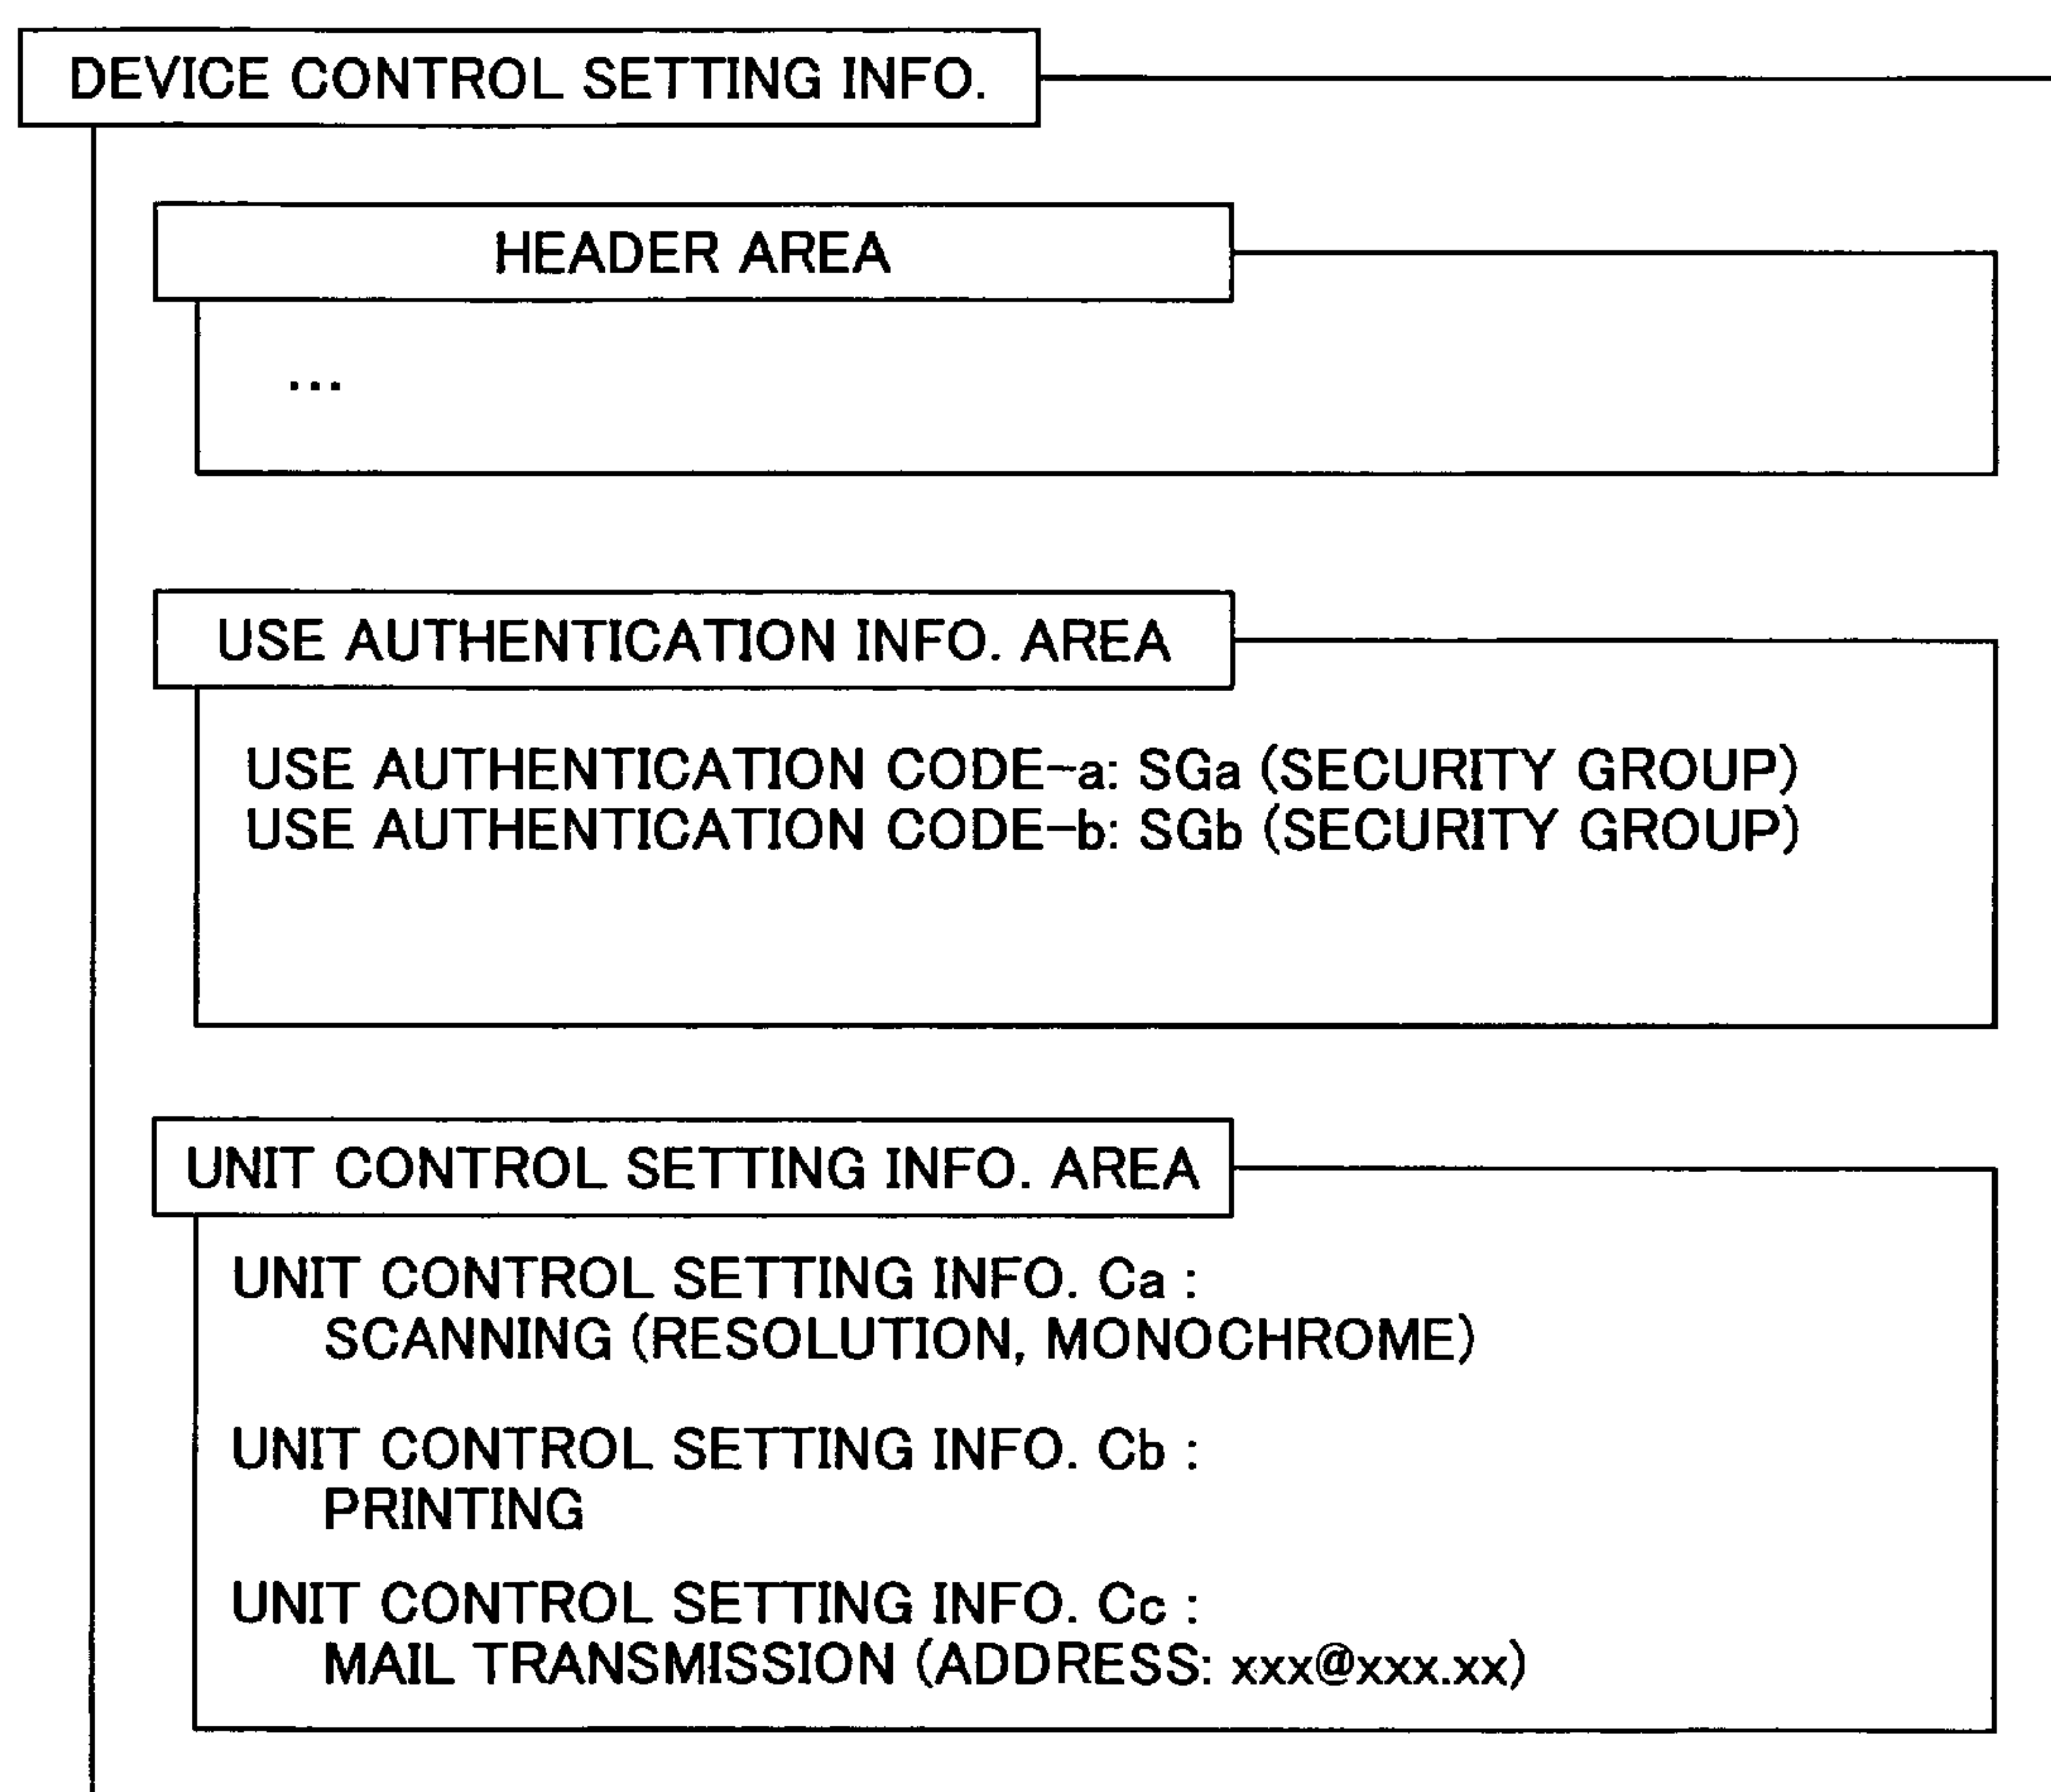 DEVICE CONTROL SETTING INFO.
HEADER AREA
...
USE AUTHENTICATION INFO. AREA
USE AUTHENTICATION CODE-a: SGa (SECURITY GROUP)
USE AUTHENTICATION CODE-b: SGb (SECURITY GROUP)
UNIT CONTROL SETTING INFO. AREA
UNIT CONTROL SETTING INFO. Ca :
SCANNING (RESOLUTION, MONOCHROME)
UNIT CONTROL SETTING INFO. Cb :
PRINTING
UNIT CONTROL SETTING INFO. Cc :
MAIL TRANSMISSION (ADDRESS: xxx@xxx.xx)